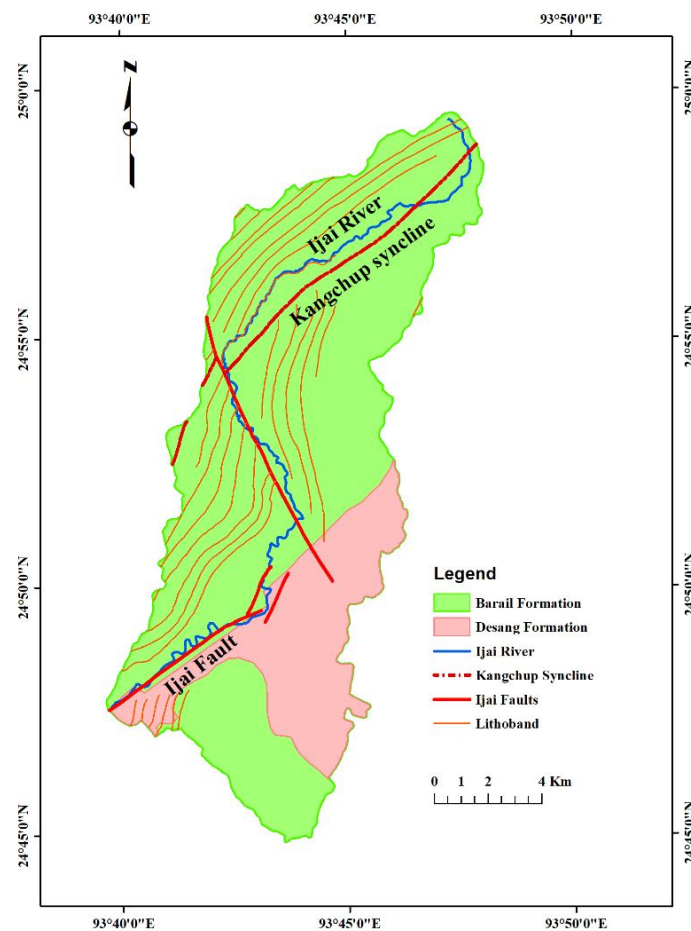 93°40'0"E 93°45'0"E 93°50'0"E
N
25°0'0"N 25°0'0"N
Ijai River
Kangchup syncline
24°55'0"N 24°55'0"N
24°50'0"N 24°50'0"N
Ijai Fault
Legend
Barail Formation
Desang Formation
Ijai River
Kangchup Syncline
Ijai Faults
Lithoband
0 1 2 4 Km
24°45'0"N 24°45'0"N
93°40'0"E 93°45'0"E 93°50'0"E